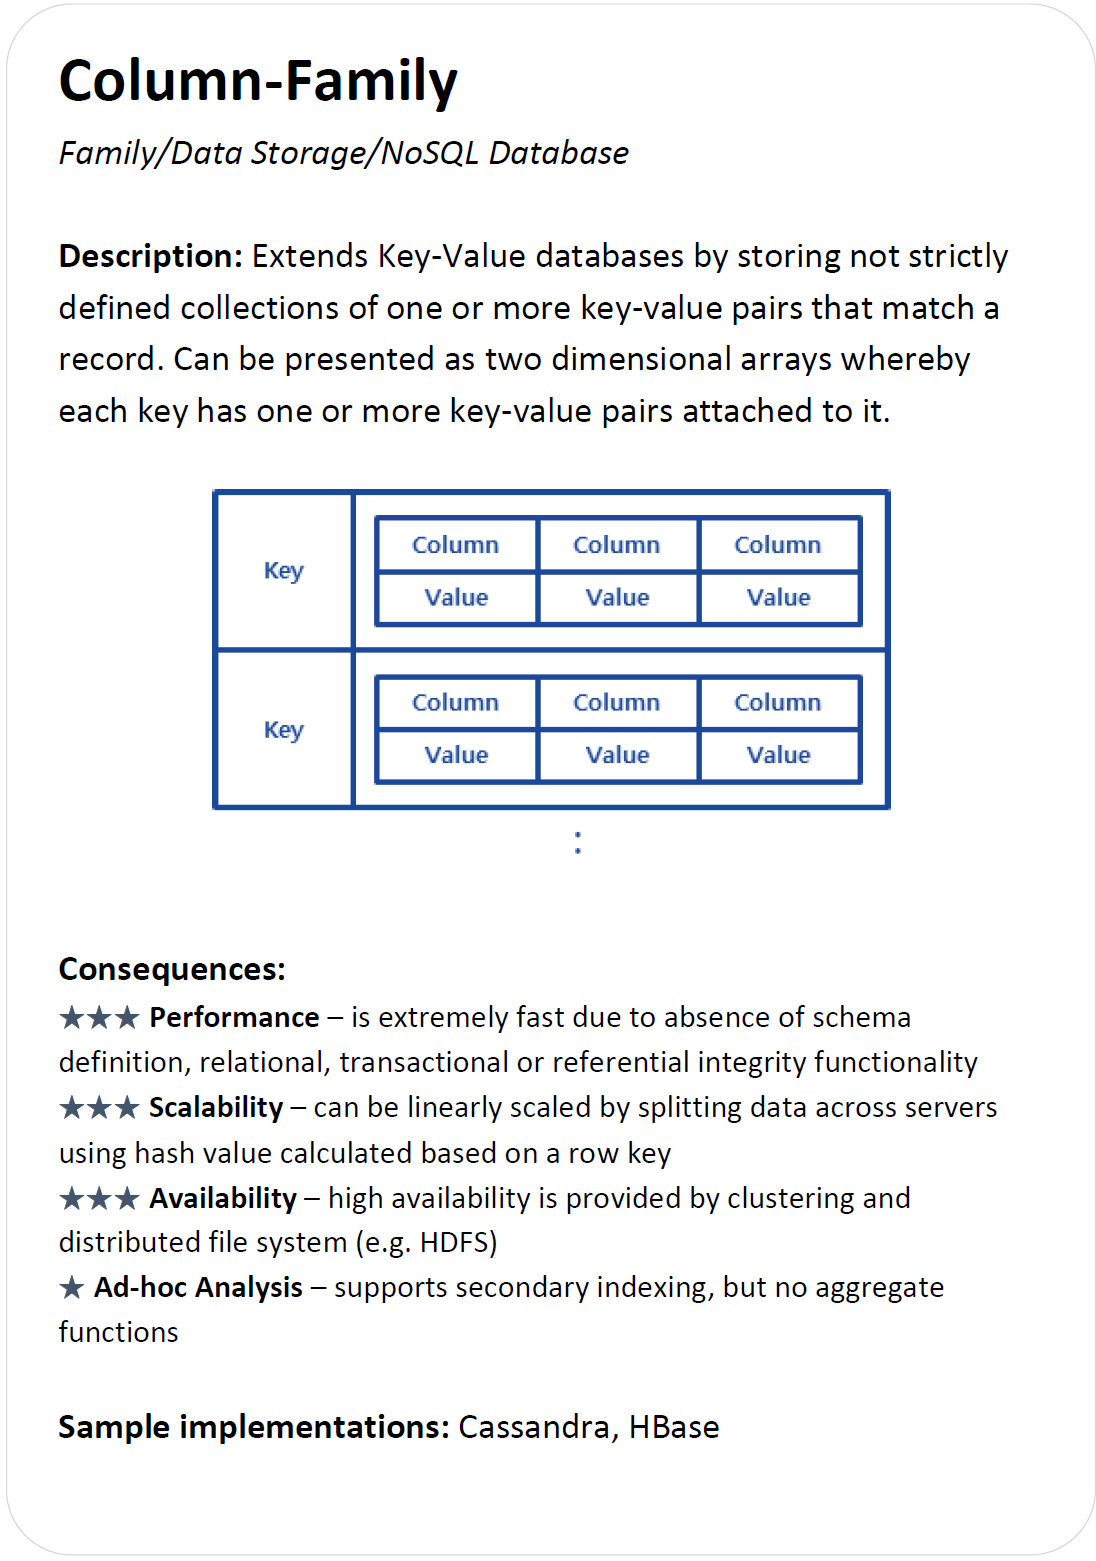 Column-Family
Family/Data Storage/NoSQL Database
Description: Extends Key-Value databases by storing not strictly
defined collections of one or more key-value pairs that match a
record. Can be presented as two dimensional arrays whereby
each key has one or more key-value pairs attached to it.
Key
Column Column Column
Value Value Value
Key
Column Column Column
Value Value Value
:
Consequences:
★★★ Performance – is extremely fast due to absence of schema
definition, relational, transactional or referential integrity functionality
★★★ Scalability – can be linearly scaled by splitting data across servers
using hash value calculated based on a row key
★★★ Availability – high availability is provided by clustering and
distributed file system (e.g. HDFS)
★ Ad-hoc Analysis – supports secondary indexing, but no aggregate
functions
Sample implementations: Cassandra, HBase